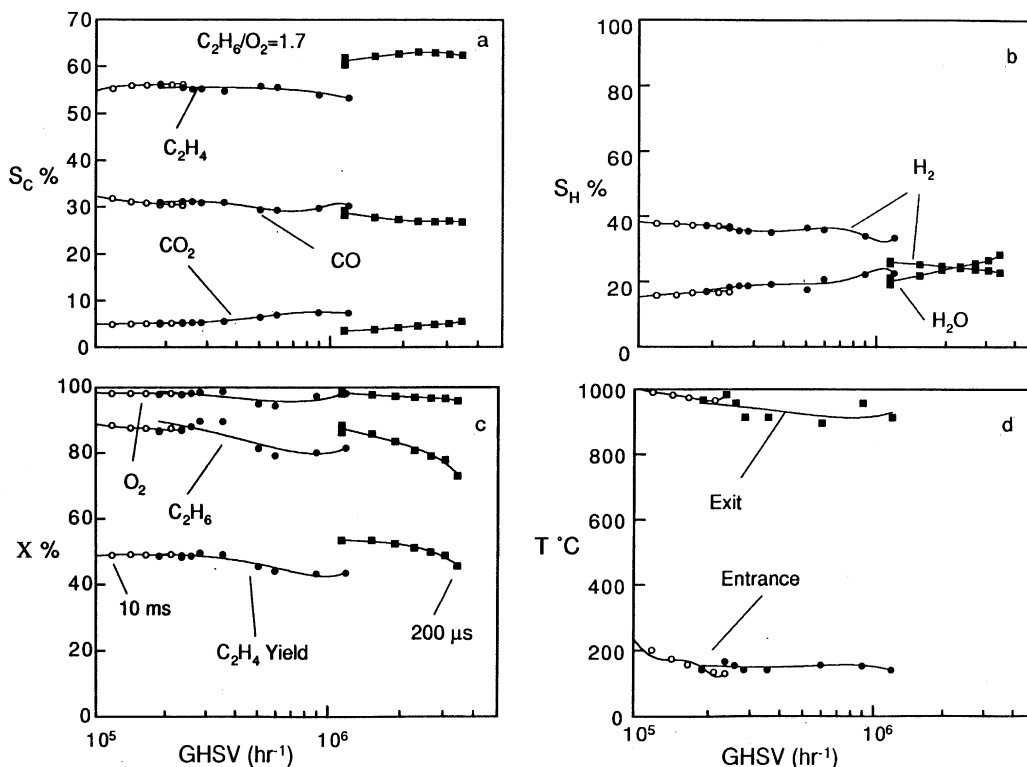 70
60
50
40
30
20
10
0
S_C %
C₂H₆/O₂=1.7
a
C₂H₄
CO₂
CO
100
80
60
40
20
0
S_H %
b
H₂
H₂O
100
80
60
40
20
0
X %
c
O₂
C₂H₆
10 ms
C₂H₄ Yield
200 μs
10⁵
10⁶
GHSV (hr⁻¹)
1000
800
600
400
200
0
T °C
d
Exit
Entrance
10⁵
10⁶
GHSV (hr⁻¹)